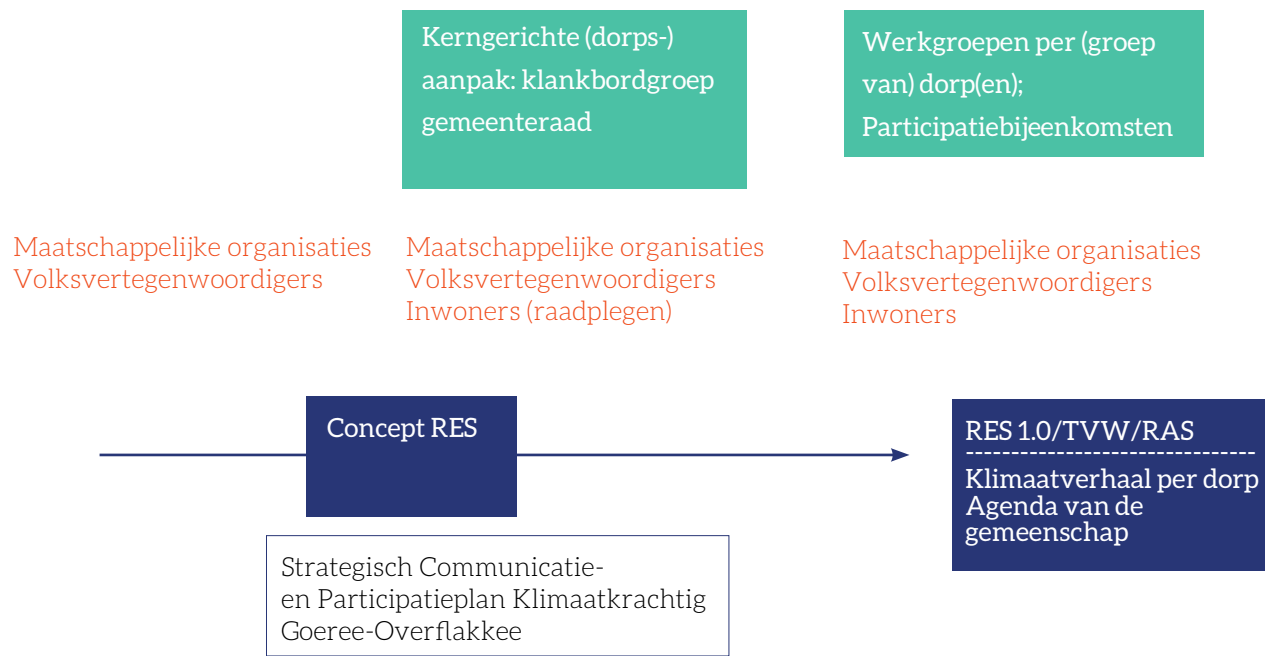 Kerngerichte (dorps-)
aanpak: klankbordgroep
gemeenteraad
Werkgroepen per (groep
van) dorp(en);
Participatiebijeenkomsten
Maatschappelijke organisaties
Volksvertegenwoordigers
Maatschappelijke organisaties
Volksvertegenwoordigers
Inwoners (raadplegen)
Maatschappelijke organisaties
Volksvertegenwoordigers
Inwoners
Concept RES
RES 1.0/TVW/RAS
--------------------------------
Klimaatverhaal per dorp
Agenda van de
gemeenschap
Strategisch Communicatie-
en Participatieplan Klimaatkrachtig
Goeree-Overflakkee